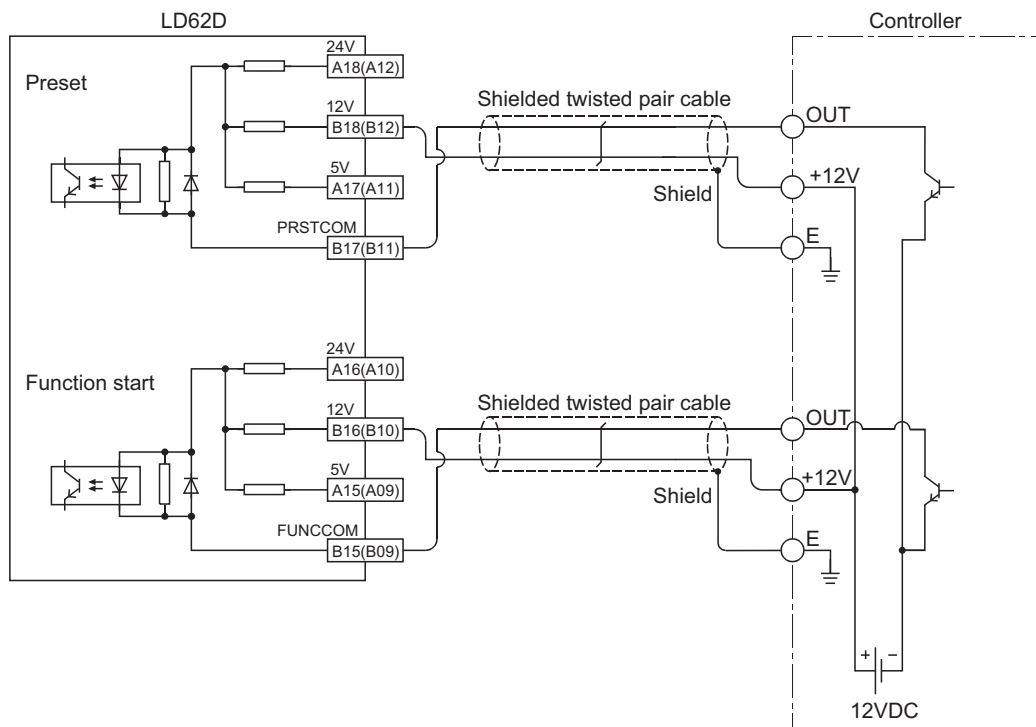 LD62D
Controller
Preset
24V
A18(A12)
12V
B18(B12)
5V
A17(A11)
PRSTCOM
B17(B11)
Shielded twisted pair cable
Shield
OUT
+12V
E
Function start
24V
A16(A10)
12V
B16(B10)
5V
A15(A09)
FUNCCOM
B15(B09)
Shielded twisted pair cable
Shield
OUT
+12V
E
+ −
12VDC